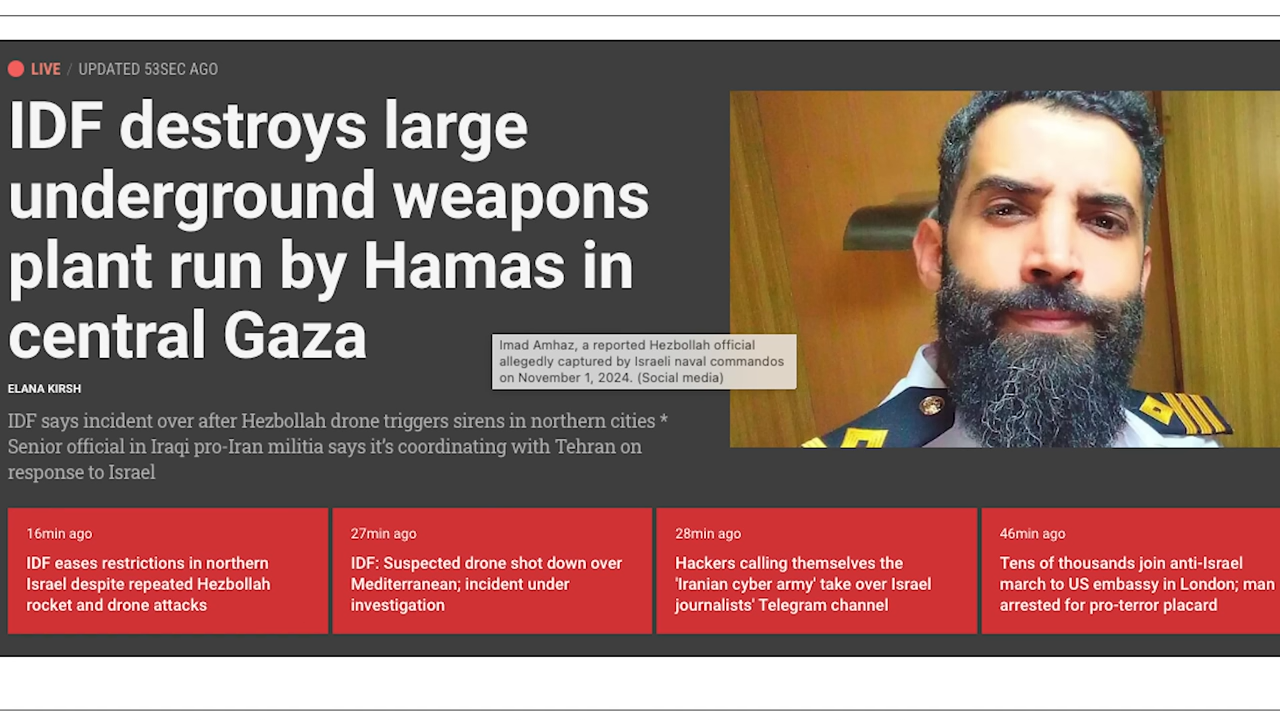 LIVE / UPDATED 53SEC AGO
IDF destroys large
underground weapons
plant run by Hamas in
central Gaza
ELANA KIRSH
IDF says incident over after Hezbollah drone triggers sirens in northern cities *
Senior official in Iraqi pro-Iran militia says it’s coordinating with Tehran on
response to Israel
Imad Amhaz, a reported Hezbollah official
allegedly captured by Israeli naval commandos
on November 1, 2024. (Social media)
16min ago
IDF eases restrictions in northern
Israel despite repeated Hezbollah
rocket and drone attacks
27min ago
IDF: Suspected drone shot down over
Mediterranean; incident under
investigation
28min ago
Hackers calling themselves the
'Iranian cyber army' take over Israel
journalists' Telegram channel
46min ago
Tens of thousands join anti-Israel
march to US embassy in London; man
arrested for pro-terror placard